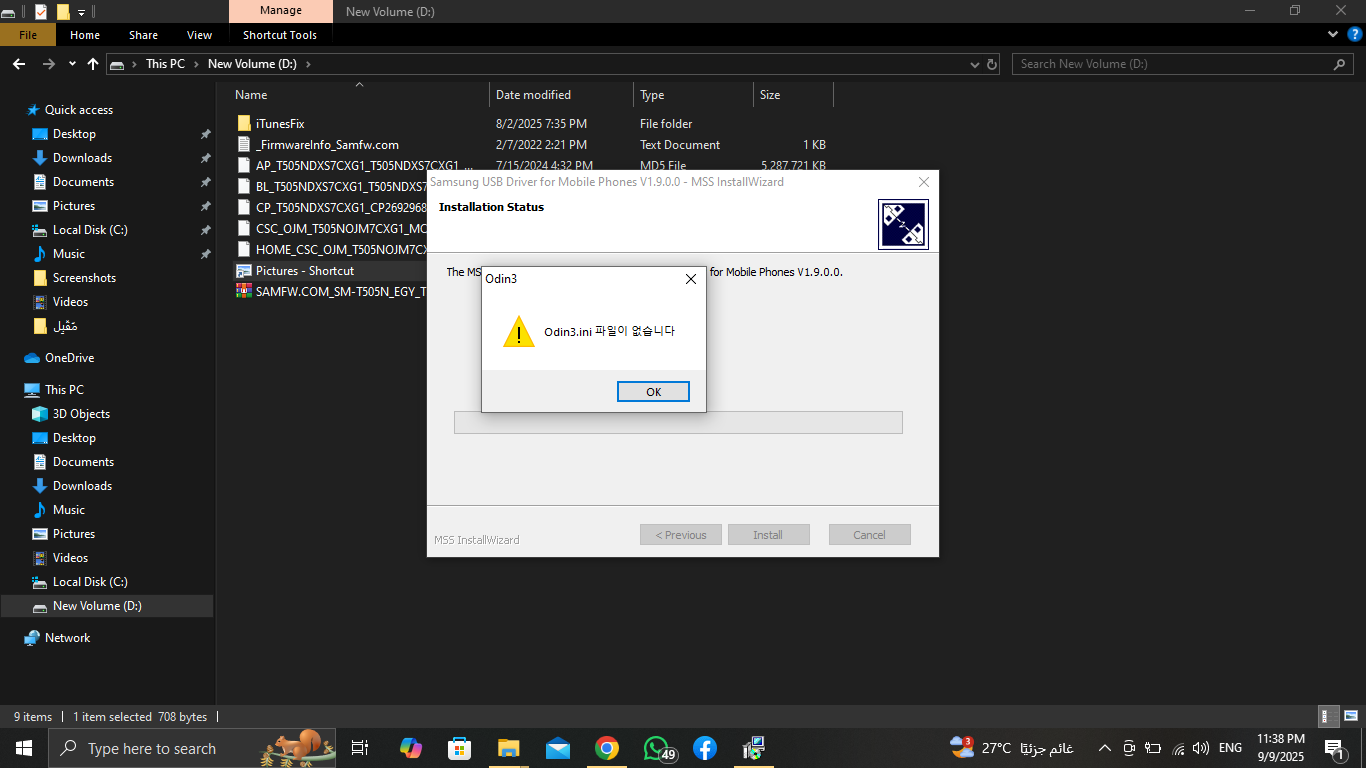 Manage
New Volume (D:)
File
Home
Share
View
Shortcut Tools
This PC
New Volume (D:)
Search New Volume (D:)
Name
Date modified
Type
Size
Quick access
Desktop
Downloads
Documents
Pictures
Local Disk (C:)
Music
Screenshots
Videos
مُقَبِّل
OneDrive
This PC
3D Objects
Desktop
Documents
Downloads
Music
Pictures
Videos
Local Disk (C:)
New Volume (D:)
Network
iTunesFix 8/2/2025 7:35 PM File folder
_FirmwareInfo_Samfw.com 2/7/2022 2:21 PM Text Document 1 KB
AP_T505NDXS7CXG1_T505NDXS7CXG1_... 7/15/2024 4:32 PM MD5 File 5,287,721 KB
BL_T505NDXS7CXG1_T505NDXS7
CP_T505NDXS7CXG1_CP2692968
CSC_OJM_T505NOJM7CXG1_MC
HOME_CSC_OJM_T505NOJM7CX
Pictures - Shortcut
SAMFW.COM_SM-T505N_EGY_T
Samsung USB Driver for Mobile Phones V1.9.0.0 - MSS InstallWizard
Installation Status
The MS
for Mobile Phones V1.9.0.0.
Odin3
Odin3.ini 파일이 없습니다
OK
MSS InstallWizard
< Previous
Install
Cancel
9 items
1 item selected 708 bytes
Type here to search
49
3
27°C غائم جزئيًا
ENG
11:38 PM
9/9/2025
1